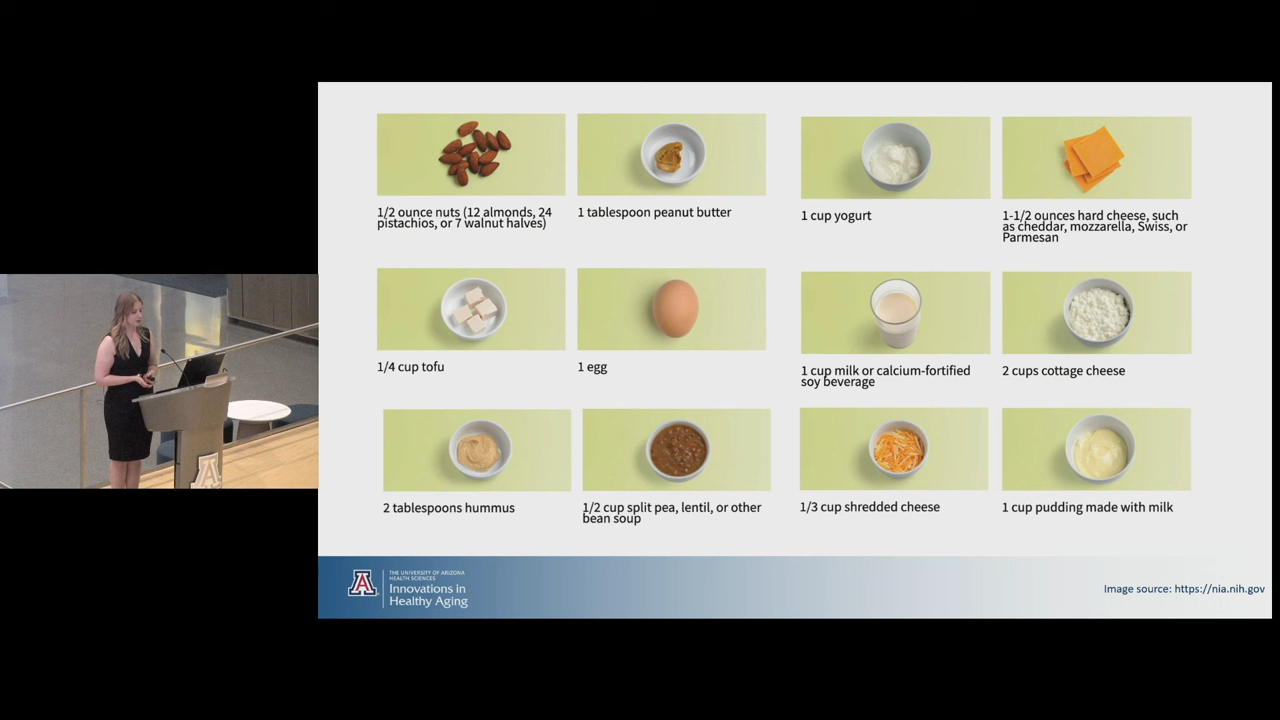 1/2 ounce nuts (12 almonds, 24
pistachios, or 7 walnut halves)
1 tablespoon peanut butter
1 cup yogurt
1-1/2 ounces hard cheese, such
as cheddar, mozzarella, Swiss, or
Parmesan
1/4 cup tofu
1 egg
1 cup milk or calcium-fortified
soy beverage
2 cups cottage cheese
2 tablespoons hummus
1/2 cup split pea, lentil, or other
bean soup
1/3 cup shredded cheese
1 cup pudding made with milk
A
THE UNIVERSITY OF ARIZONA
HEALTH SCIENCES
Innovations in
Healthy Aging
Image source: https://nia.nih.gov
A